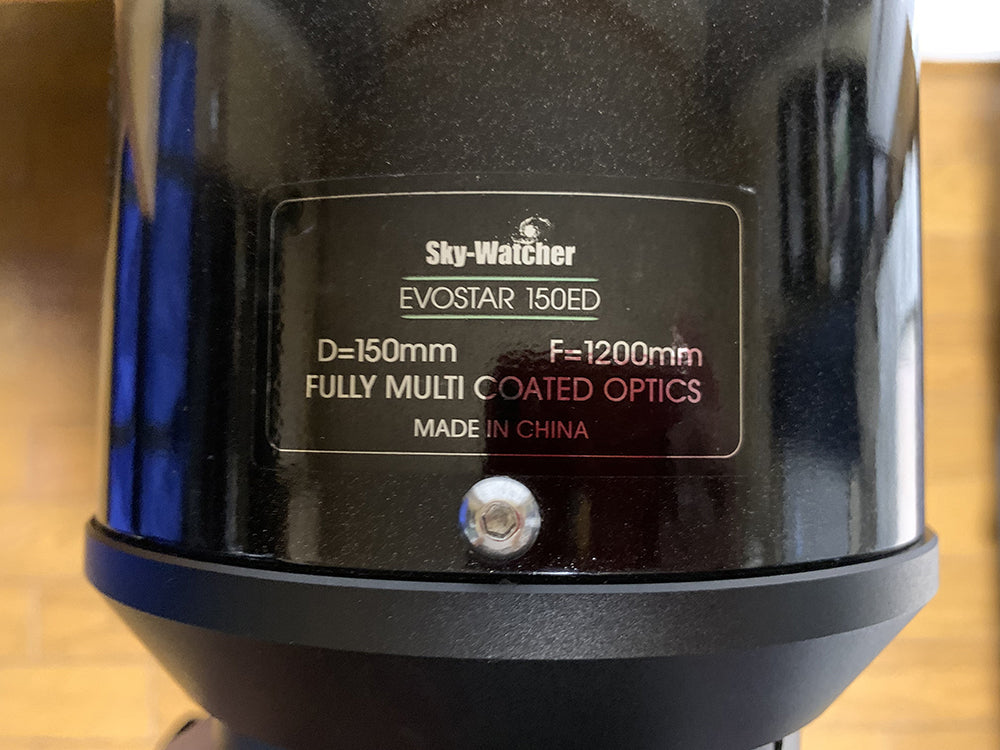 Sky-Watcher
EVOSTAR 150ED
D=150mm F=1200mm
FULLY MULTI COATED OPTICS
MADE IN CHINA